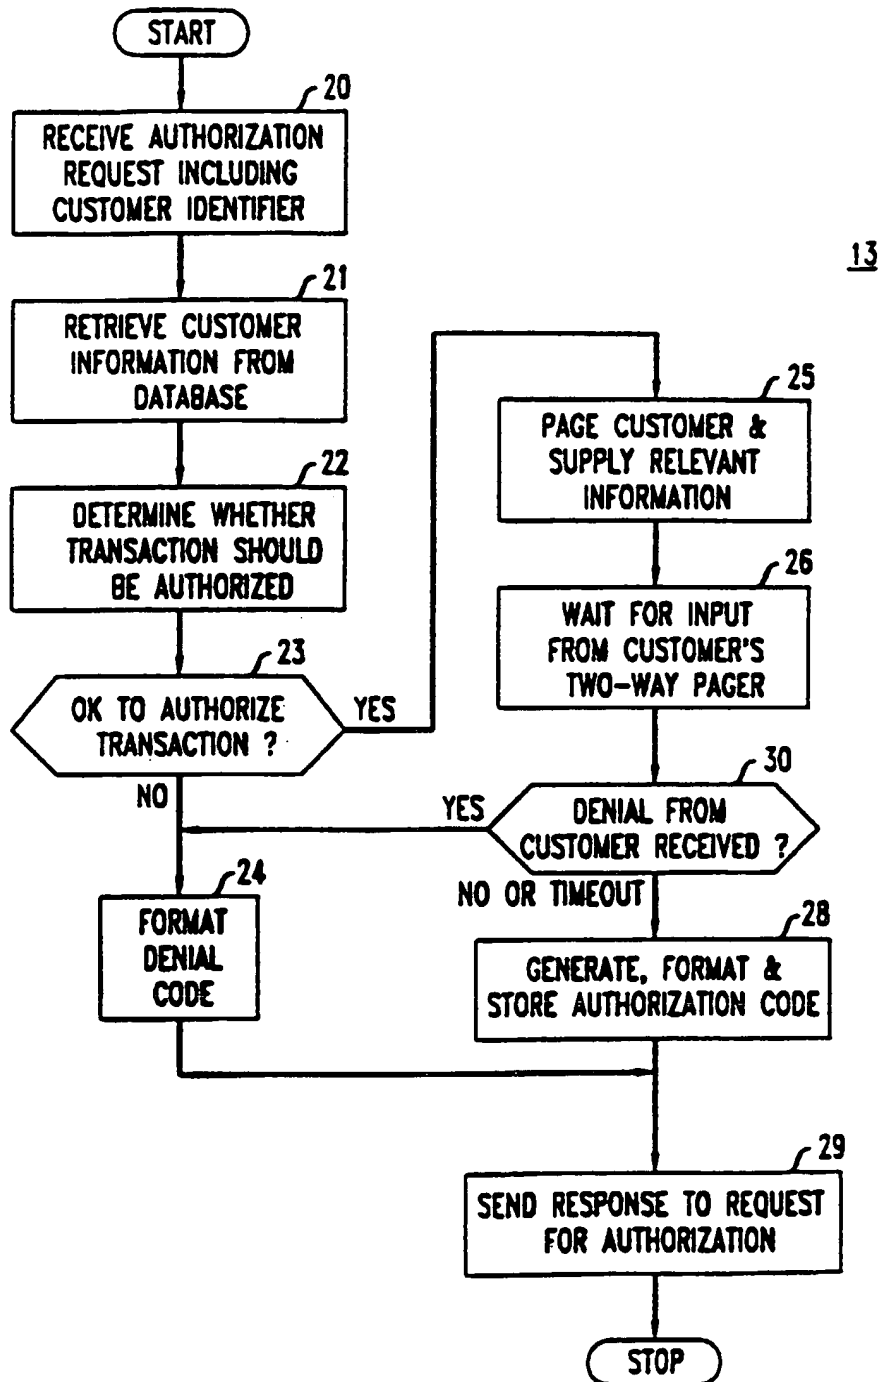 START
20
RECEIVE AUTHORIZATION
REQUEST INCLUDING
CUSTOMER IDENTIFIER
13
21
RETRIEVE CUSTOMER
INFORMATION FROM
DATABASE
22
DETERMINE WHETHER
TRANSACTION SHOULD
BE AUTHORIZED
23
OK TO AUTHORIZE
TRANSACTION ?
YES
NO
25
PAGE CUSTOMER &
SUPPLY RELEVANT
INFORMATION
26
WAIT FOR INPUT
FROM CUSTOMER'S
TWO-WAY PAGER
30
DENIAL FROM
CUSTOMER RECEIVED ?
YES
NO OR TIMEOUT
24
FORMAT
DENIAL
CODE
28
GENERATE, FORMAT &
STORE AUTHORIZATION CODE
29
SEND RESPONSE TO REQUEST
FOR AUTHORIZATION
STOP